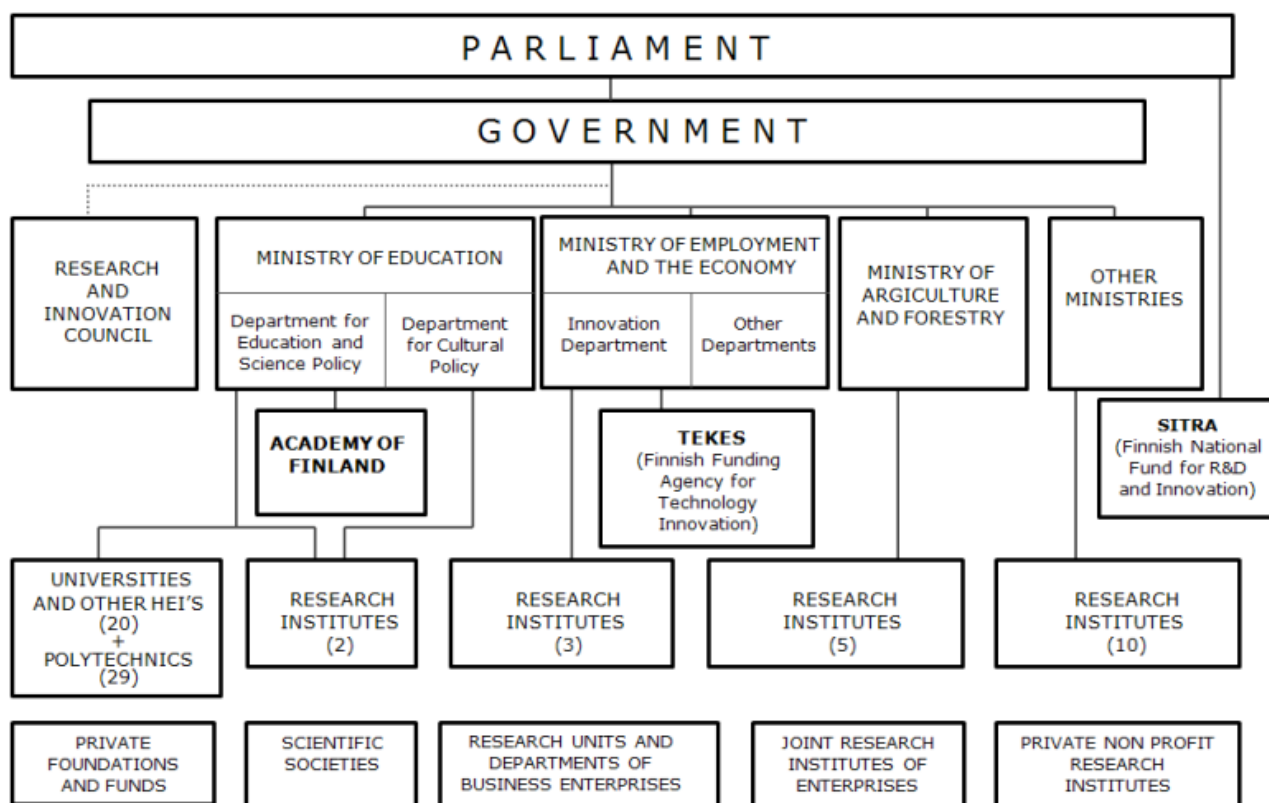 PARLIAMENT
GOVERNMENT
RESEARCH
AND
INNOVATION
COUNCIL
MINISTRY OF EDUCATION
Department for
Education and
Science Policy
Department
for Cultural
Policy
MINISTRY OF EMPLOYMENT
AND THE ECONOMY
Innovation
Department
Other
Departments
MINISTRY OF
ARGICULTURE
AND FORESTRY
OTHER
MINISTRIES
ACADEMY OF
FINLAND
TEKES
(Finnish Funding
Agency for
Technology
Innovation)
SITRA
(Finnish National
Fund for R&D
and Innovation)
UNIVERSITIES
AND OTHER HEI'S
(20)
+
POLYTECHNICS
(29)
RESEARCH
INSTITUTES
(2)
RESEARCH
INSTITUTES
(3)
RESEARCH
INSTITUTES
(5)
RESEARCH
INSTITUTES
(10)
PRIVATE
FOUNDATIONS
AND FUNDS
SCIENTIFIC
SOCIETIES
RESEARCH UNITS AND
DEPARTMENTS OF
BUSINESS ENTERPRISES
JOINT RESEARCH
INSTITUTES OF
ENTERPRISES
PRIVATE NON PROFIT
RESEARCH
INSTITUTES